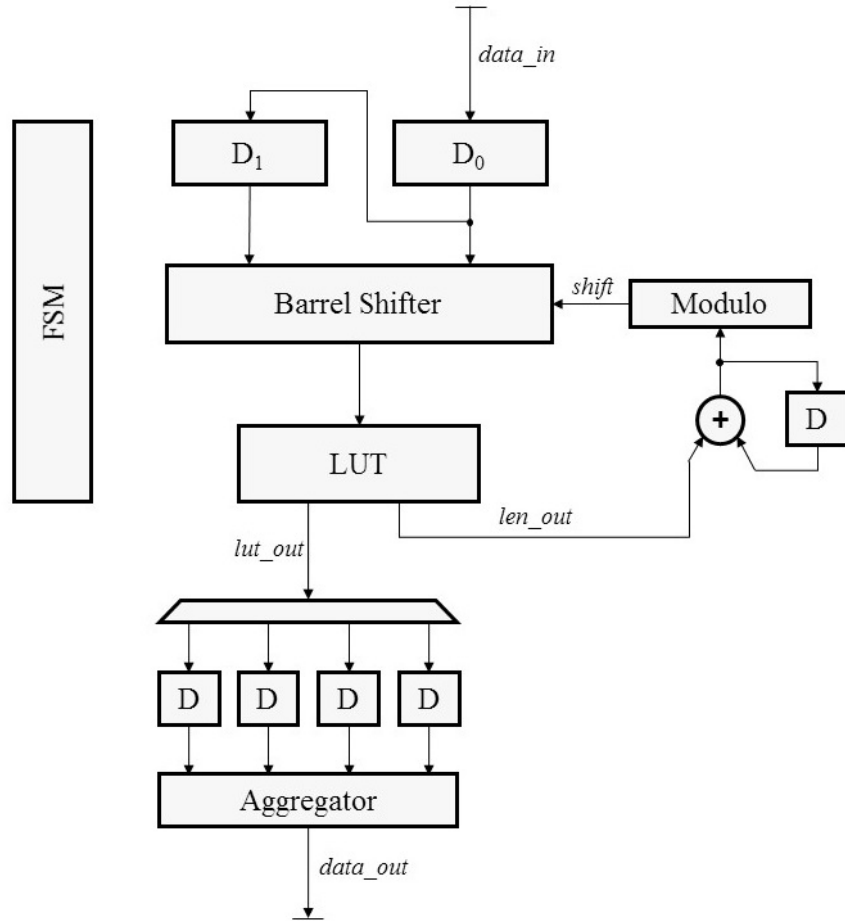 data_in
D₁
D₀
FSM
Barrel Shifter
shift
Modulo
+
D
LUT
len_out
lut_out
D
D
D
D
Aggregator
data_out